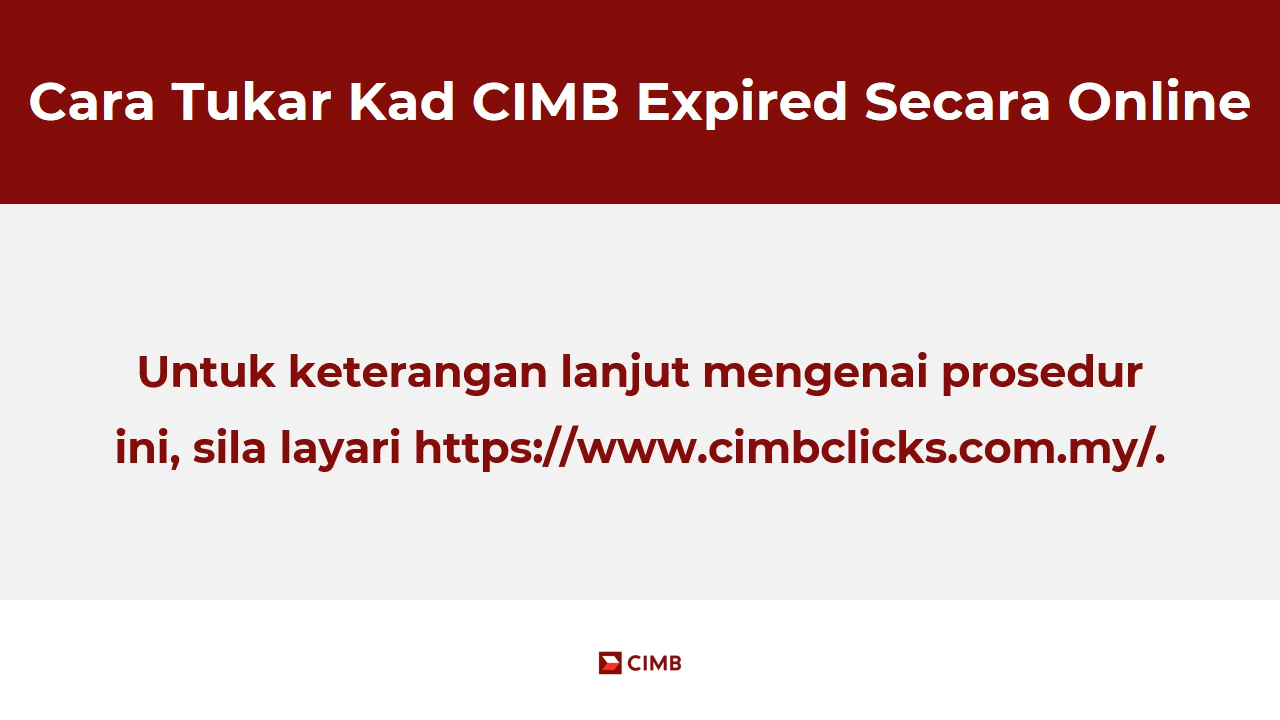 Cara Tukar Kad CIMB Expired Secara Online
Untuk keterangan lanjut mengenai prosedur
ini, sila layari https://www.cimbclicks.com.my/.
CIMB